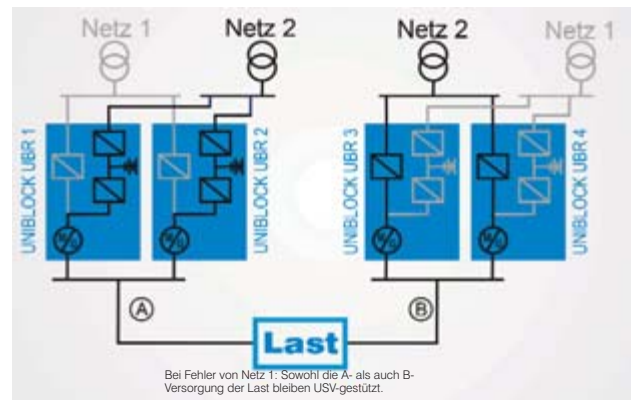 Netz 1
Netz 2
Netz 2
Netz 1
UNIBLOCK UBR 1
UNIBLOCK UBR 2
UNIBLOCK UBR 3
UNIBLOCK UBR 4
A
B
Last
Bei Fehler von Netz 1: Sowohl die A- als auch B-
Versorgung der Last bleiben USV-gestützt.